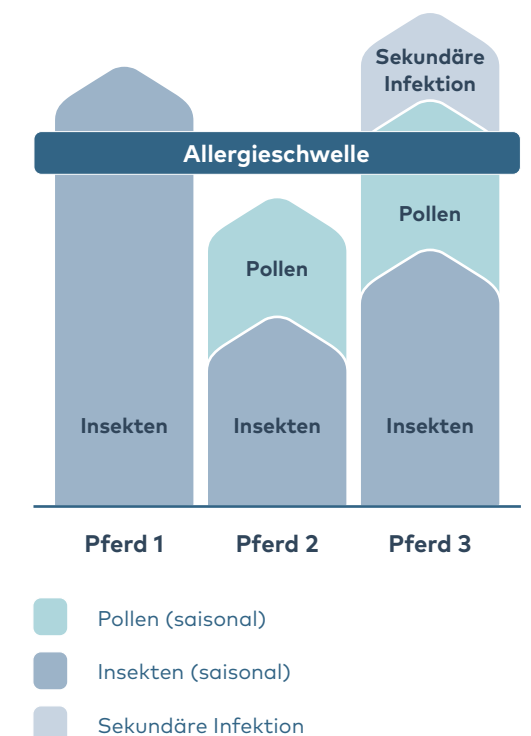 Sekundäre
Infektion
Allergieschwelle
Pollen
Pollen
Insekten
Insekten
Insekten
Pferd 1
Pferd 2
Pferd 3
Pollen (saisonal)
Insekten (saisonal)
Sekundäre Infektion